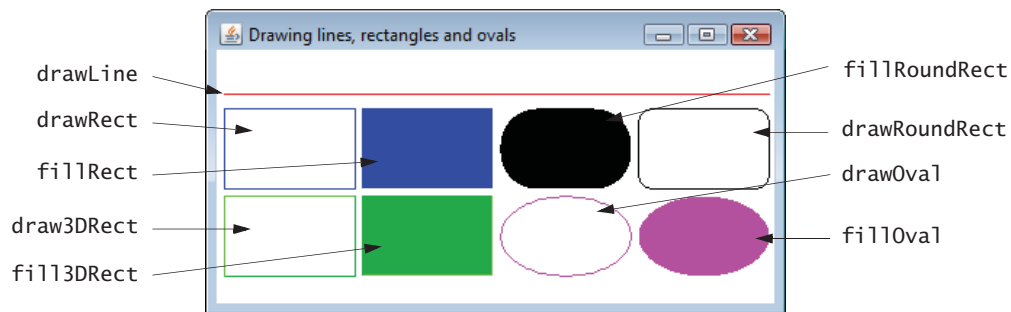 Drawing lines, rectangles and ovals
drawLine
drawRect
fillRect
draw3DRect
fill3DRect
fillRoundRect
drawRoundRect
drawOval
fillOval